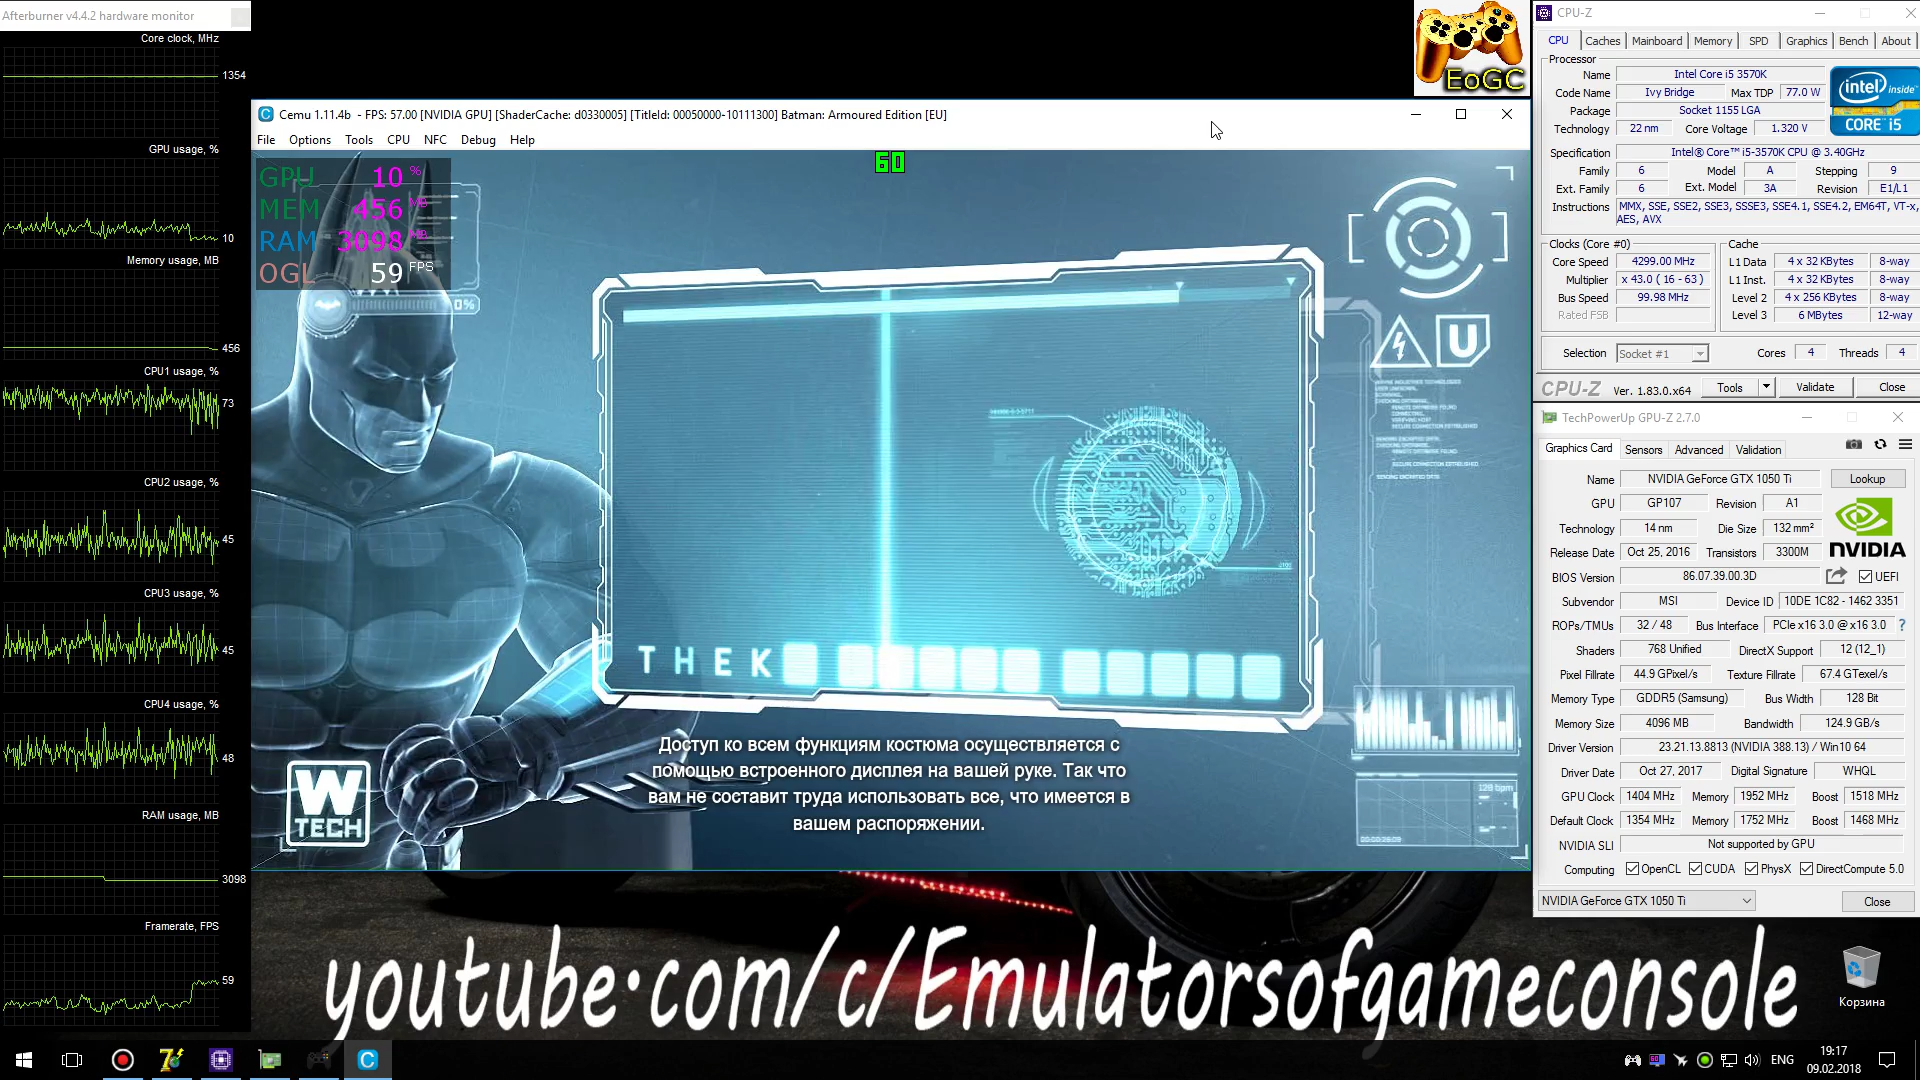 Afterburner v4.4.2 hardware monitor
Core clock, MHz
1354
GPU usage, %
10
Memory usage, MB
456
CPU1 usage, %
73
CPU2 usage, %
45
CPU3 usage, %
45
CPU4 usage, %
48
RAM usage, MB
3098
Framerate, FPS
59
EoGC
Cemu 1.11.4b - FPS: 57.00 [NVIDIA GPU] [ShaderCache: d0330005] [TitleId: 00050000-10111300] Batman: Armoured Edition [EU]
File Options Tools CPU NFC Debug Help
60
GPU 10 %
MEM 456 MB
RAM 3098 MB
OGL 59 FPS
0%
U
T H E K
128 bpm
W
TECH
Доступ ко всем функциям костюма осуществляется с
помощью встроенного дисплея на вашей руке. Так что
вам не составит труда использовать все, что имеется в
вашем распоряжении.
CPU-Z
CPU Caches Mainboard Memory SPD Graphics Bench About
Processor
Name Intel Core i5 3570K
Code Name Ivy Bridge Max TDP 77.0 W
Package Socket 1155 LGA
Technology 22 nm Core Voltage 1.320 V
intel inside™
CORE i5
Specification Intel® Core™ i5-3570K CPU @ 3.40GHz
Family 6 Model A Stepping 9
Ext. Family 6 Ext. Model 3A Revision E1/L1
Instructions MMX, SSE, SSE2, SSE3, SSSE3, SSE4.1, SSE4.2, EM64T, VT-x,
AES, AVX
Clocks (Core #0)
Core Speed 4299.00 MHz
Multiplier x 43.0 ( 16 - 63 )
Bus Speed 99.98 MHz
Rated FSB
Cache
L1 Data 4 x 32 KBytes 8-way
L1 Inst. 4 x 32 KBytes 8-way
Level 2 4 x 256 KBytes 8-way
Level 3 6 MBytes 12-way
Selection Socket #1 Cores 4 Threads 4
CPU-Z Ver. 1.83.0.x64 Tools Validate Close
TechPowerUp GPU-Z 2.7.0
Graphics Card Sensors Advanced Validation
Name NVIDIA GeForce GTX 1050 Ti Lookup
GPU GP107 Revision A1
Technology 14 nm Die Size 132 mm²
Release Date Oct 25, 2016 Transistors 3300M
NVIDIA
BIOS Version 86.07.39.00.3D UEFI
Subvendor MSI Device ID 10DE 1C82 - 1462 3351
ROPs/TMUs 32 / 48 Bus Interface PCIe x16 3.0 @ x16 3.0 ?
Shaders 768 Unified DirectX Support 12 (12_1)
Pixel Fillrate 44.9 GPixel/s Texture Fillrate 67.4 GTexel/s
Memory Type GDDR5 (Samsung) Bus Width 128 Bit
Memory Size 4096 MB Bandwidth 124.9 GB/s
Driver Version 23.21.13.8813 (NVIDIA 388.13) / Win10 64
Driver Date Oct 27, 2017 Digital Signature WHQL
GPU Clock 1404 MHz Memory 1952 MHz Boost 1518 MHz
Default Clock 1354 MHz Memory 1752 MHz Boost 1468 MHz
NVIDIA SLI Not supported by GPU
Computing OpenCL CUDA PhysX DirectCompute 5.0
NVIDIA GeForce GTX 1050 Ti Close
youtube.com/c/Emulatorsofgameconsole
Корзина
ENG
19:17
09.02.2018